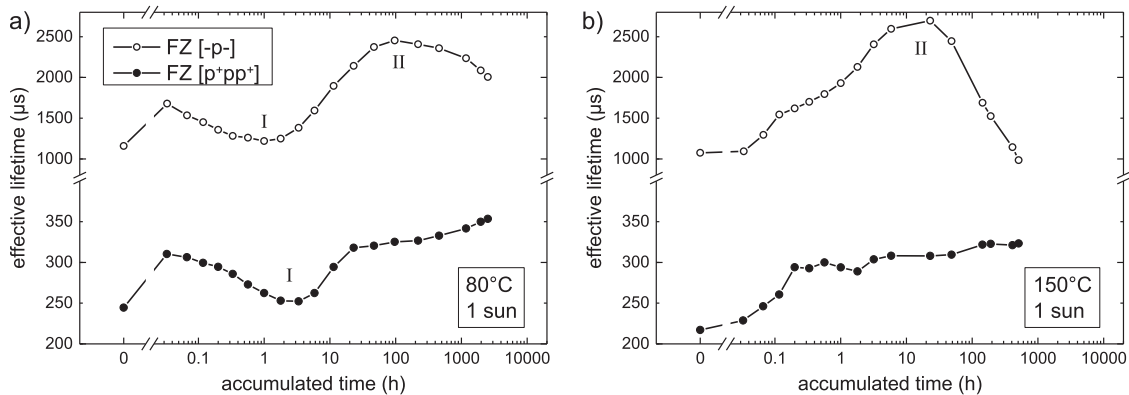 a)
FZ [-p-]
FZ [p⁺pp⁺]
effective lifetime (µs)
2500
2000
1500
1000
350
300
250
200
I
II
I
80°C
1 sun
0 0.1 1 10 100 1000 10000
accumulated time (h)
b)
effective lifetime (µs)
2500
2000
1500
1000
350
300
250
200
II
150°C
1 sun
0 0.1 1 10 100 1000 10000
accumulated time (h)